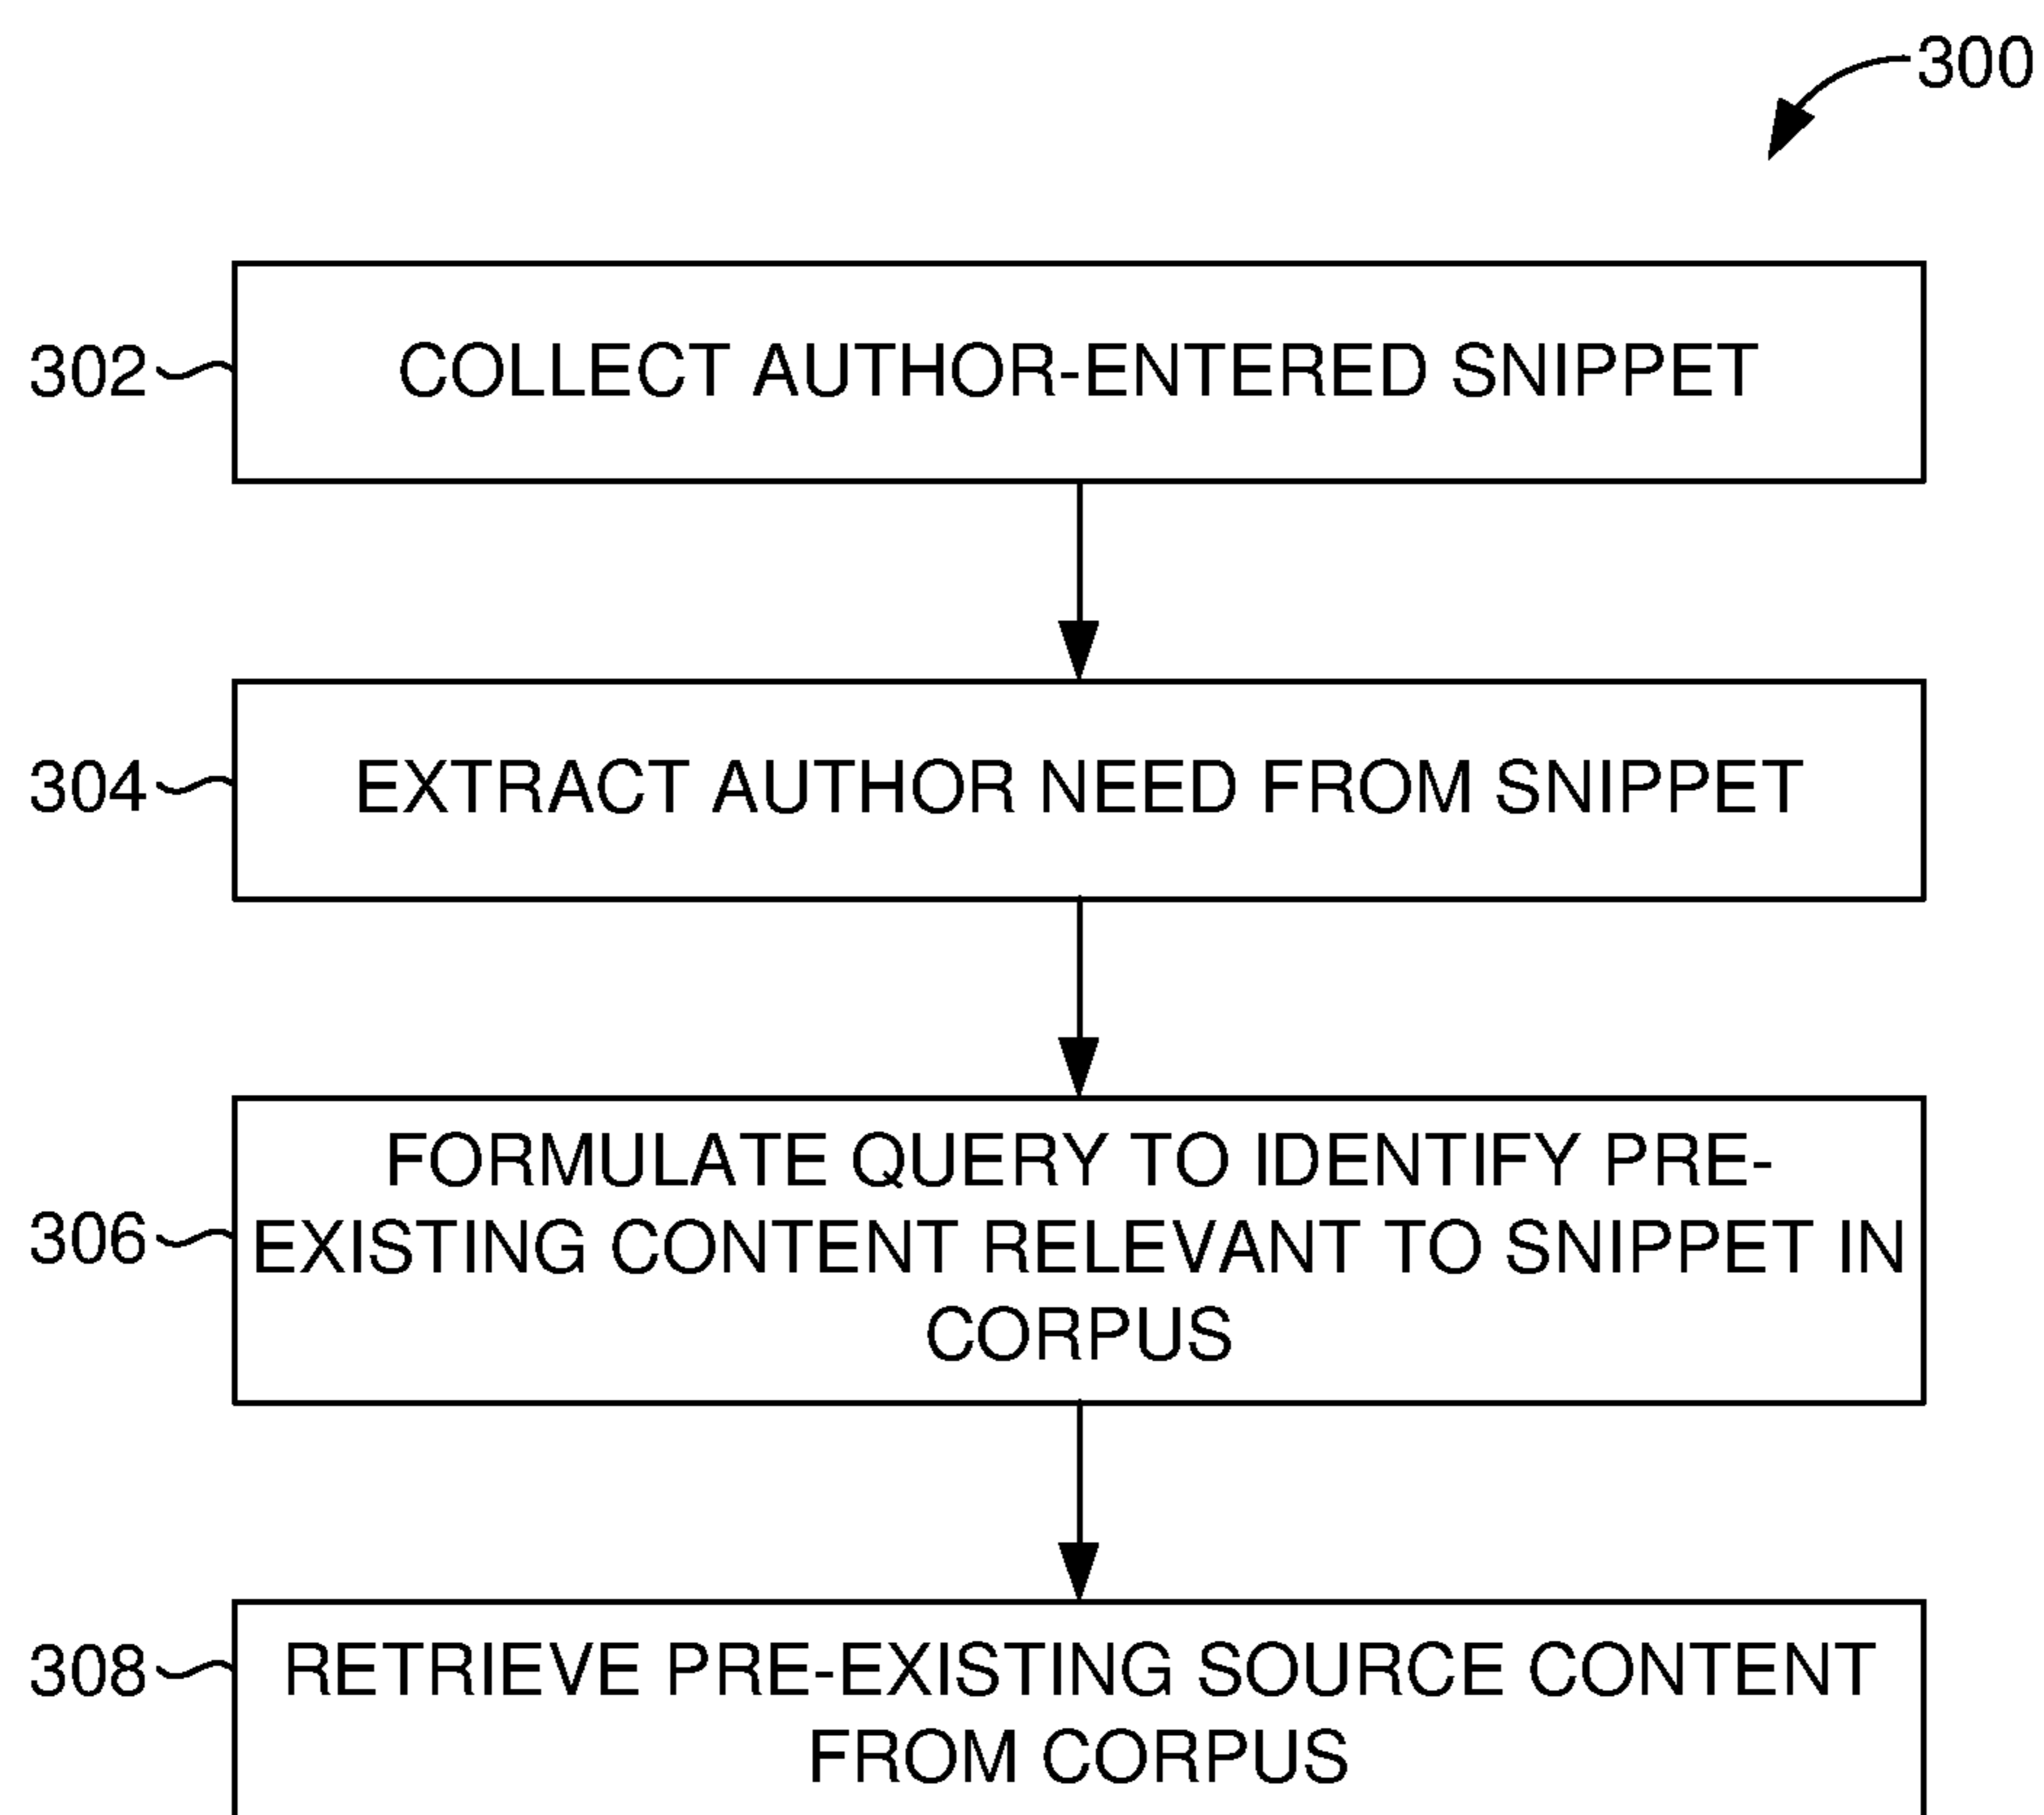 300
302 COLLECT AUTHOR-ENTERED SNIPPET
304 EXTRACT AUTHOR NEED FROM SNIPPET
FORMULATE QUERY TO IDENTIFY PRE-
306 EXISTING CONTENT RELEVANT TO SNIPPET IN
CORPUS
308 RETRIEVE PRE-EXISTING SOURCE CONTENT
FROM CORPUS